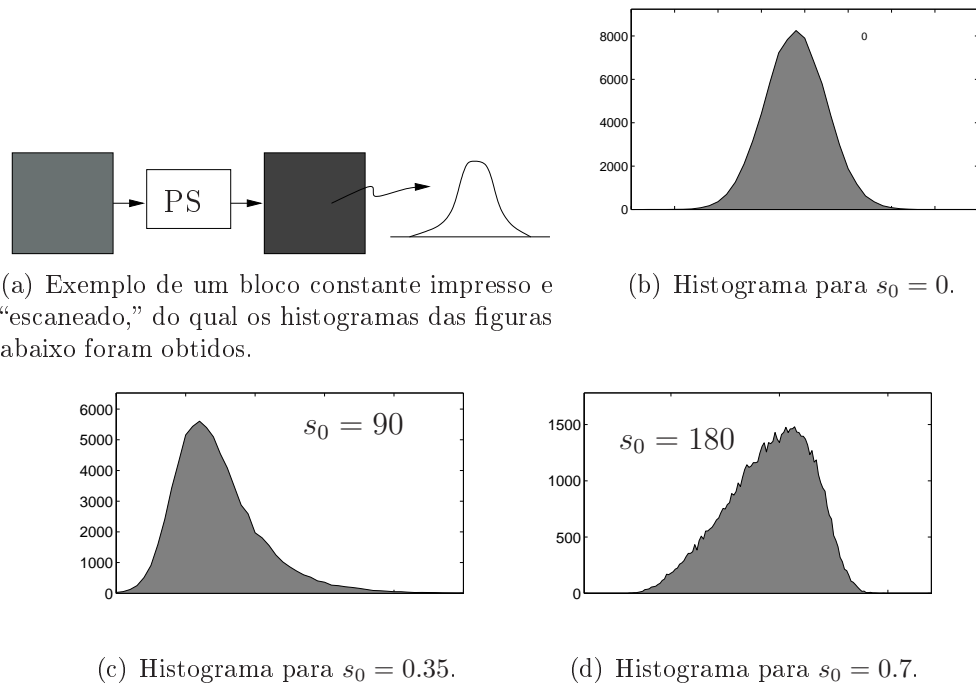 8000
6000
4000
2000
0
0
PS
(a) Exemplo de um bloco constante impresso e
“escaneado,” do qual os histogramas das figuras
abaixo foram obtidos.
(b) Histograma para s₀ = 0.
6000
5000
4000
3000
2000
1000
0
s₀ = 90
1500
1000
500
0
s₀ = 180
(c) Histograma para s₀ = 0.35.
(d) Histograma para s₀ = 0.7.